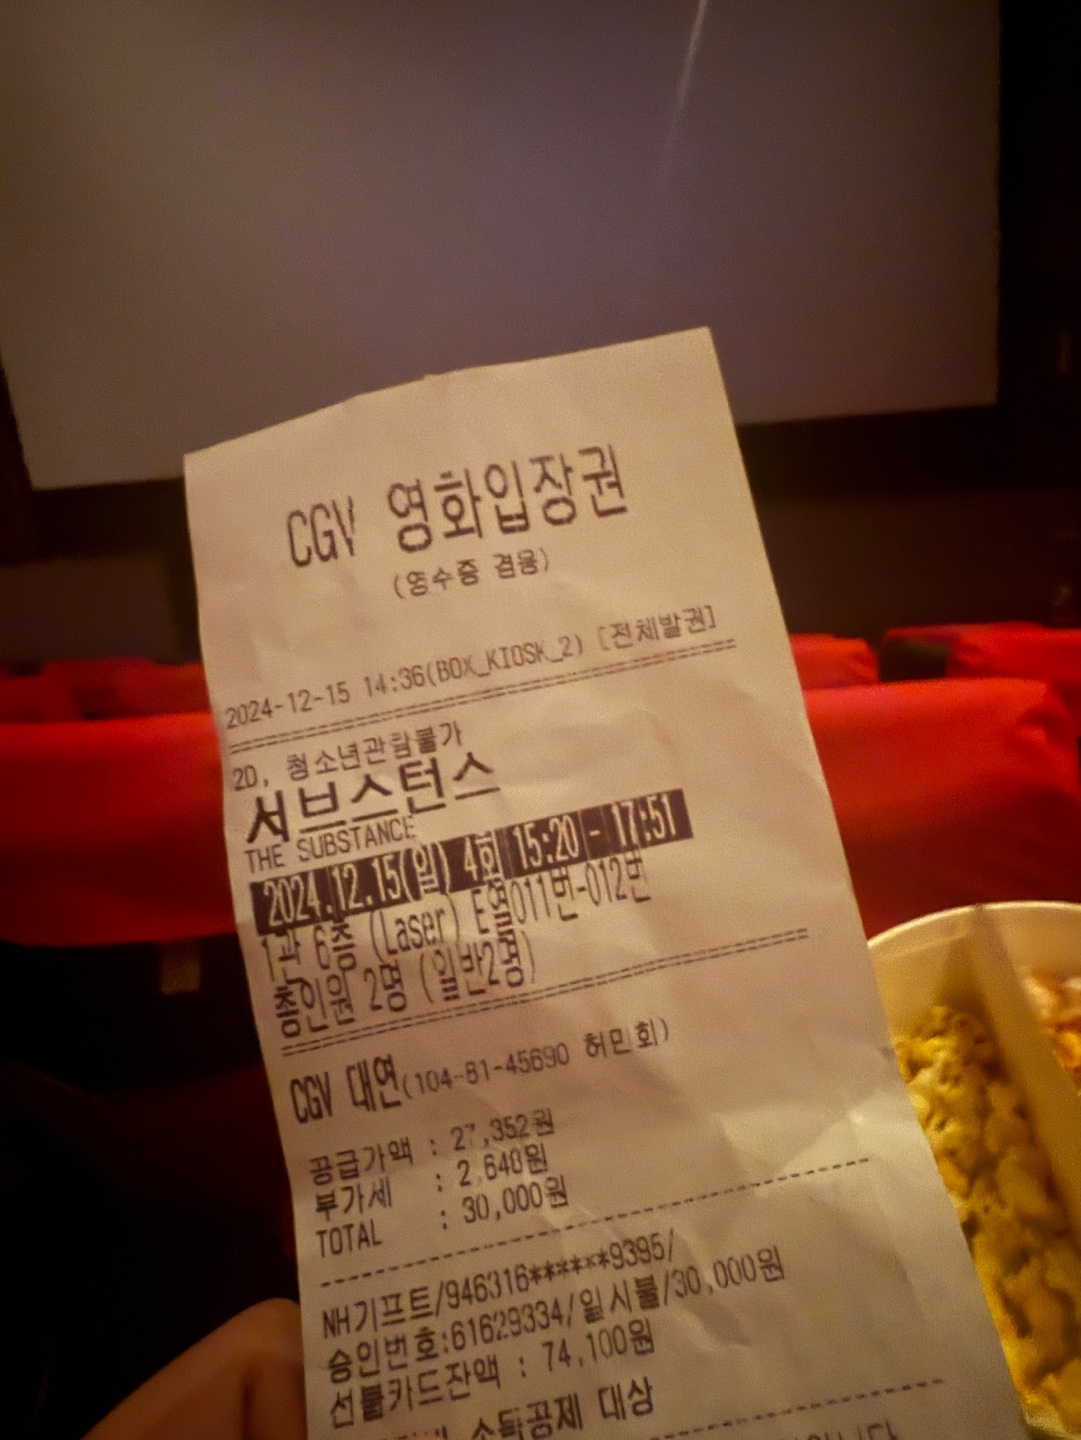 CGV 영화입장권
(영수증 겸용)
2024-12-15 14:36(BOX_KIOSK_2) [전체발권]
2D, 청소년관람불가
서브스턴스
THE SUBSTANCE
2024.12.15(일) 4회 15:20 - 17:51
1관 6층 (Laser) E열011번-012번
총인원 2명 (일반2명)
CGV 대연(104-81-45690 허민회)
공급가액 : 27,352원
부가세 : 2,648원
TOTAL : 30,000원
NH기프트/946316******9395/
승인번호:61629334/일시불/30,000원
선불카드잔액 : 74,100원
소득공제 대상